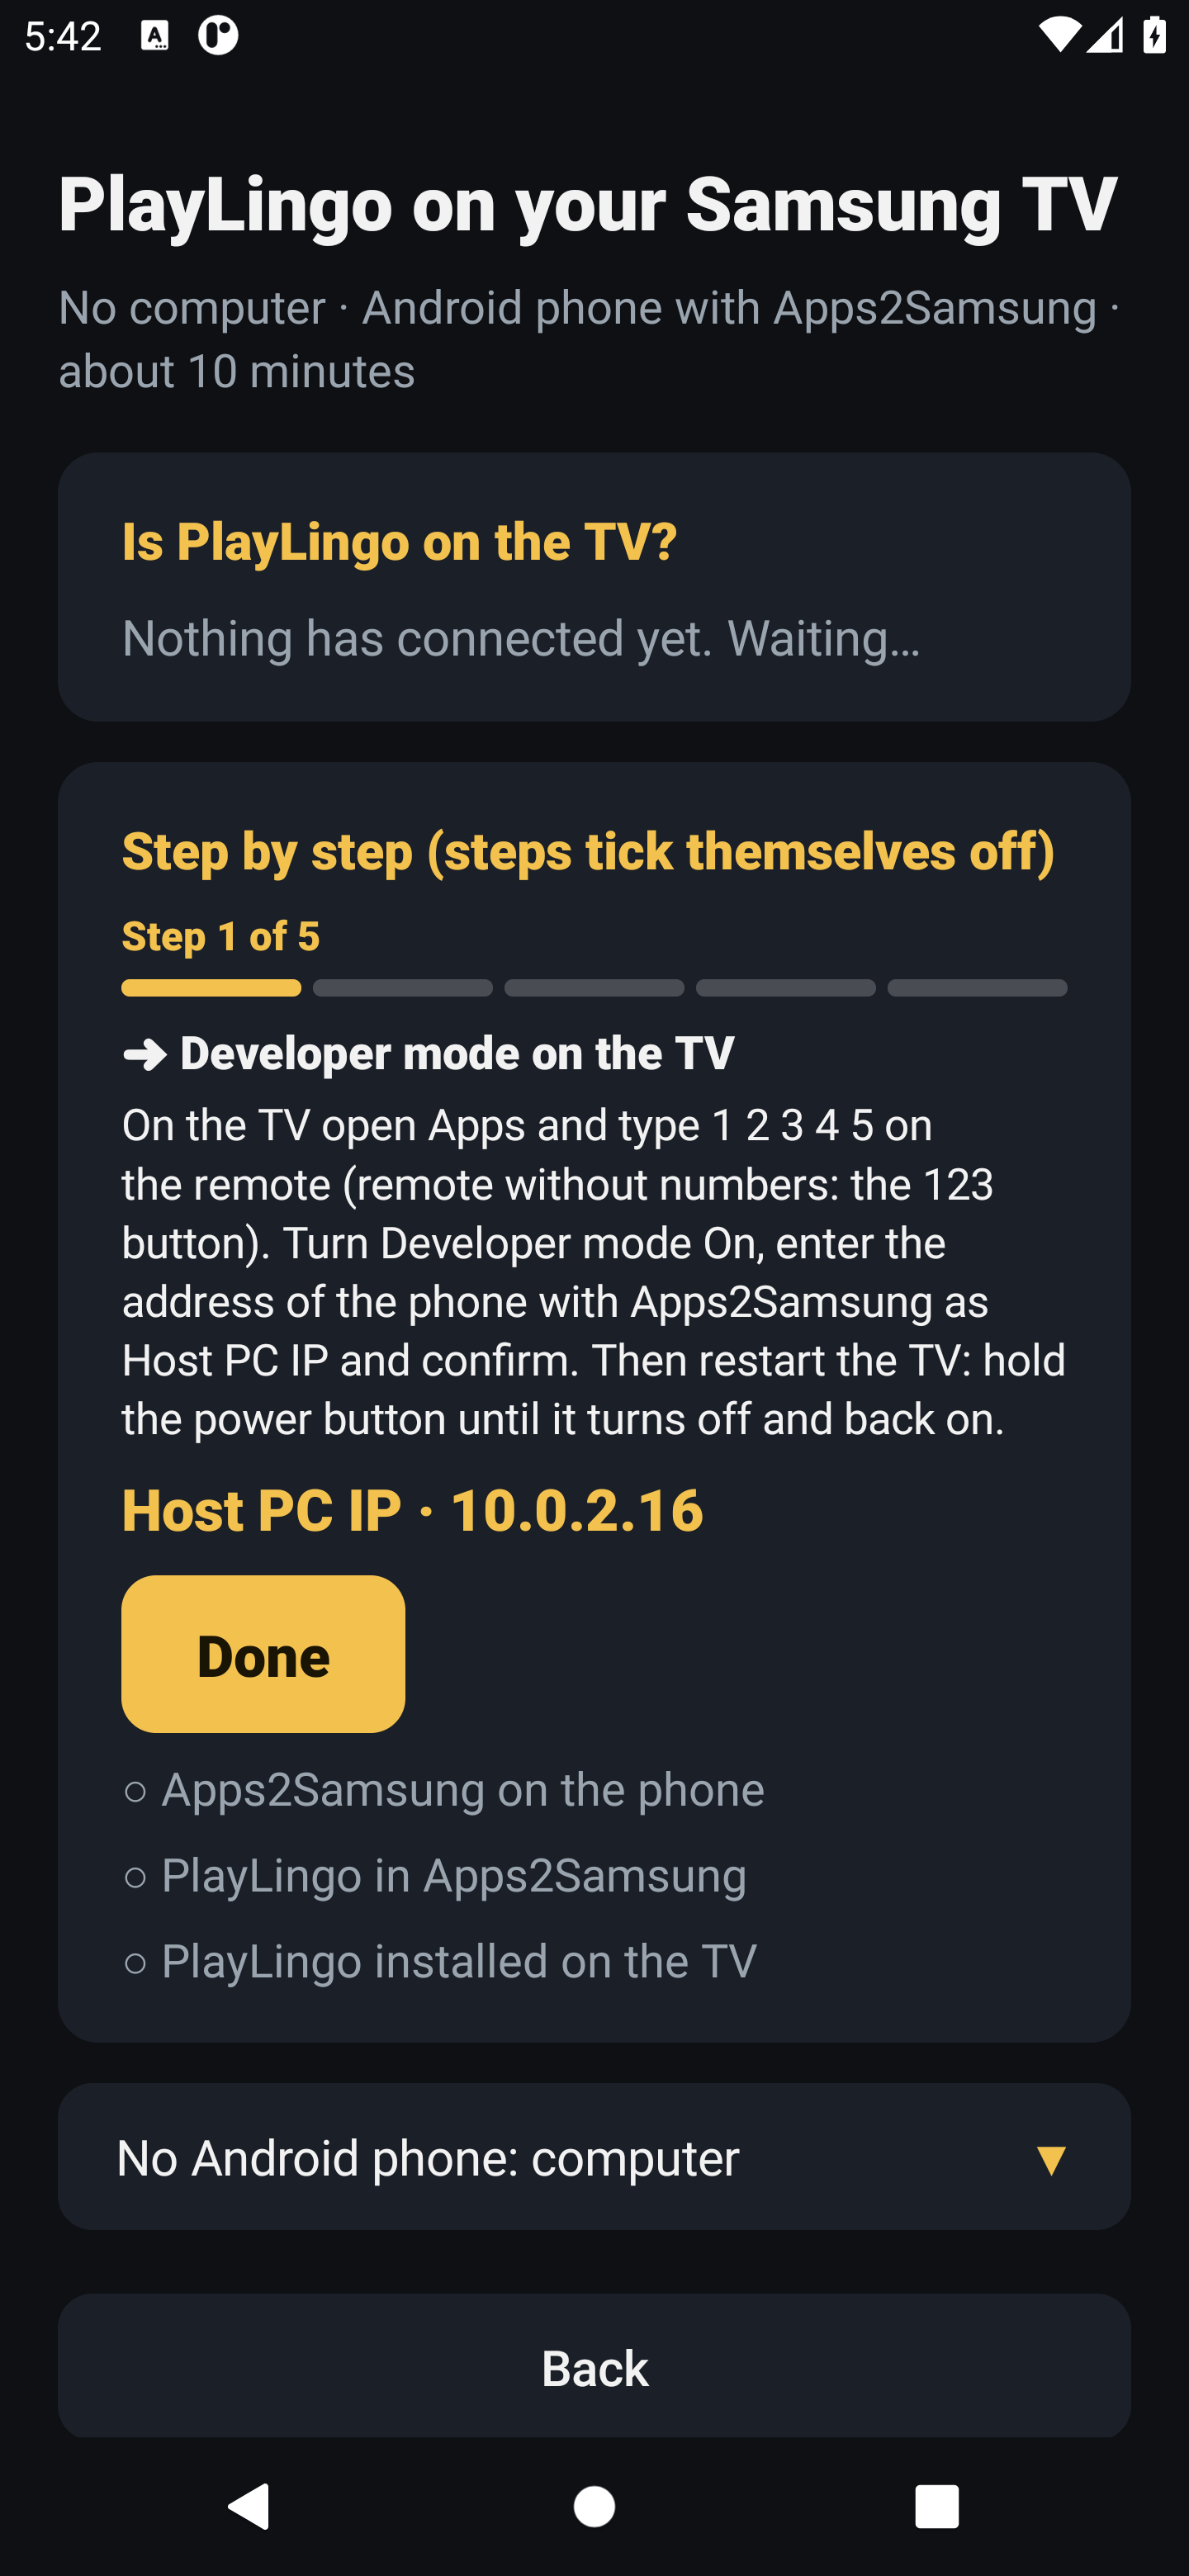 5:42
PlayLingo on your Samsung TV
No computer · Android phone with Apps2Samsung ·
about 10 minutes
Is PlayLingo on the TV?
Nothing has connected yet. Waiting…
Step by step (steps tick themselves off)
Step 1 of 5
➜ Developer mode on the TV
On the TV open Apps and type 1 2 3 4 5 on
the remote (remote without numbers: the 123
button). Turn Developer mode On, enter the
address of the phone with Apps2Samsung as
Host PC IP and confirm. Then restart the TV: hold
the power button until it turns off and back on.
Host PC IP · 10.0.2.16
Done
○ Apps2Samsung on the phone
○ PlayLingo in Apps2Samsung
○ PlayLingo installed on the TV
No Android phone: computer ▼
Back